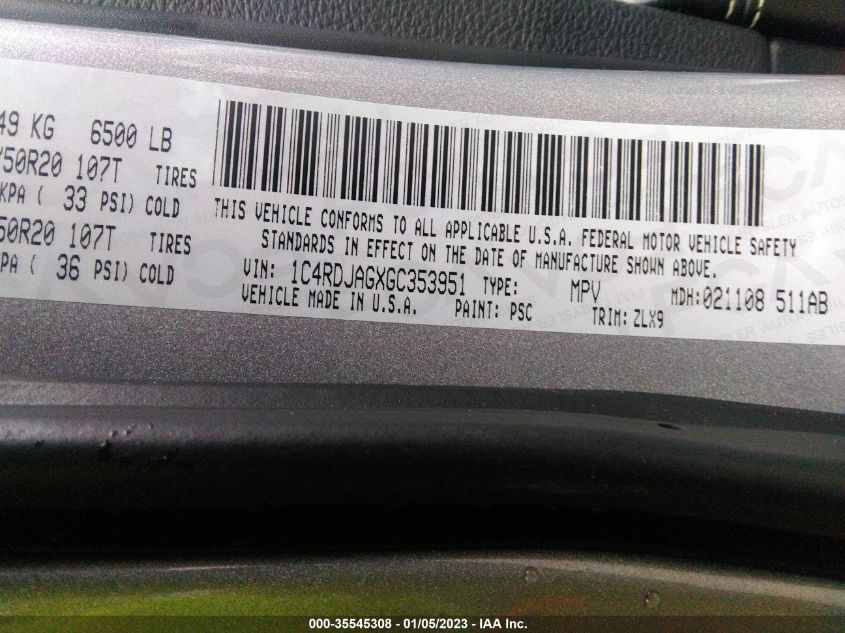 49 KG 6500 LB
50R20 107T TIRES
KPA ( 33 PSI) COLD
50R20 107T TIRES
PA ( 36 PSI) COLD
THIS VEHICLE CONFORMS TO ALL APPLICABLE U.S.A. FEDERAL MOTOR VEHICLE SAFETY
STANDARDS IN EFFECT ON THE DATE OF MANUFACTURE SHOWN ABOVE.
VIN: 1C4RDJAGXGC353951 TYPE: MPV MDH:021108 511AB
VEHICLE MADE IN U.S.A. PAINT: PSC TRIM: ZLX9
000-35545308 - 01/05/2023 - IAA Inc.